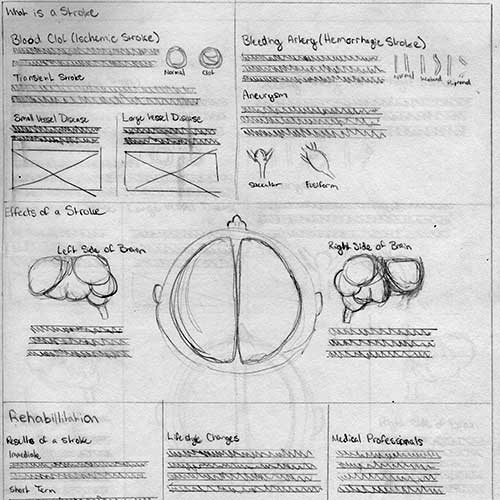 What is a Stroke
Blood Clot (Ischemic Stroke)
Normal
Clot
Transient Stroke
Small Vessel Disease
Large Vessel Disease
Bleeding Artery (Hemorrhagic Stroke)
Normal
Ruptured
Aneurysm
Saccular
Fusiform
Effects of a Stroke
Left Side of Brain
Right Side of Brain
Rehabilitation
Results of a stroke
Immediate
Short Term
Lifestyle Changes
Medical Professionals